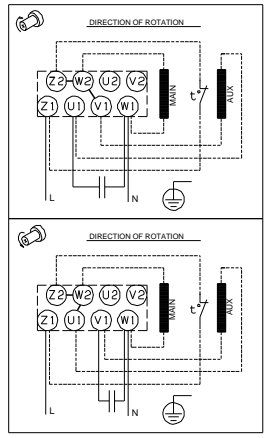 DIRECTION OF ROTATION
Z2 W2 U2 V2
Z1 U1 V1 W1
MAIN
t°
AUX
L
N
DIRECTION OF ROTATION
Z2 W2 U2 V2
Z1 U1 V1 W1
MAIN
t°
AUX
L
N